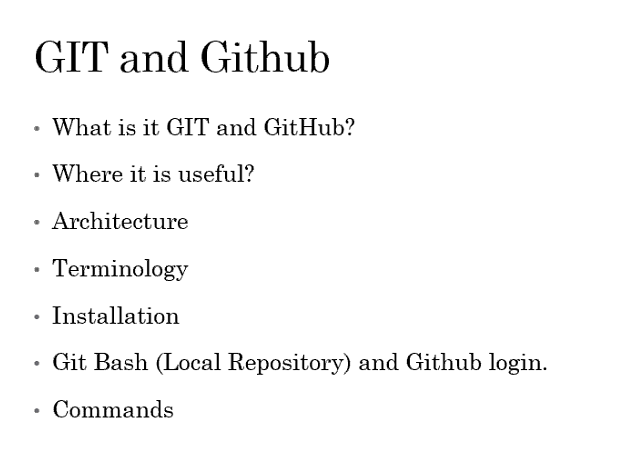 GIT and Github
• What is it GIT and GitHub?
• Where it is useful?
• Architecture
• Terminology
• Installation
• Git Bash (Local Repository) and Github login.
• Commands